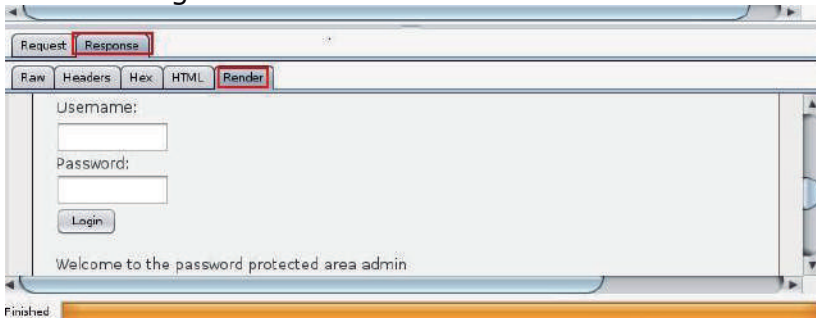 Request Response
Raw Headers Hex HTML Render
Username:
Password:
Login
Welcome to the password protected area admin
Finished